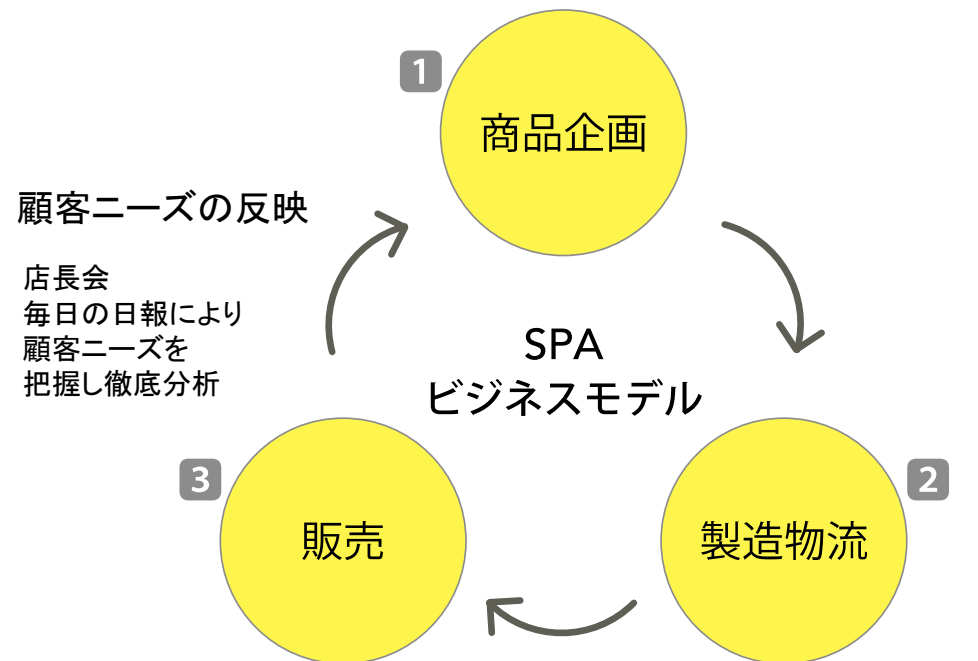 1
商品企画
顧客ニーズの反映
店長会
毎日の日報により
顧客ニーズを
把握し徹底分析
SPA
ビジネスモデル
3
販売
2
製造物流